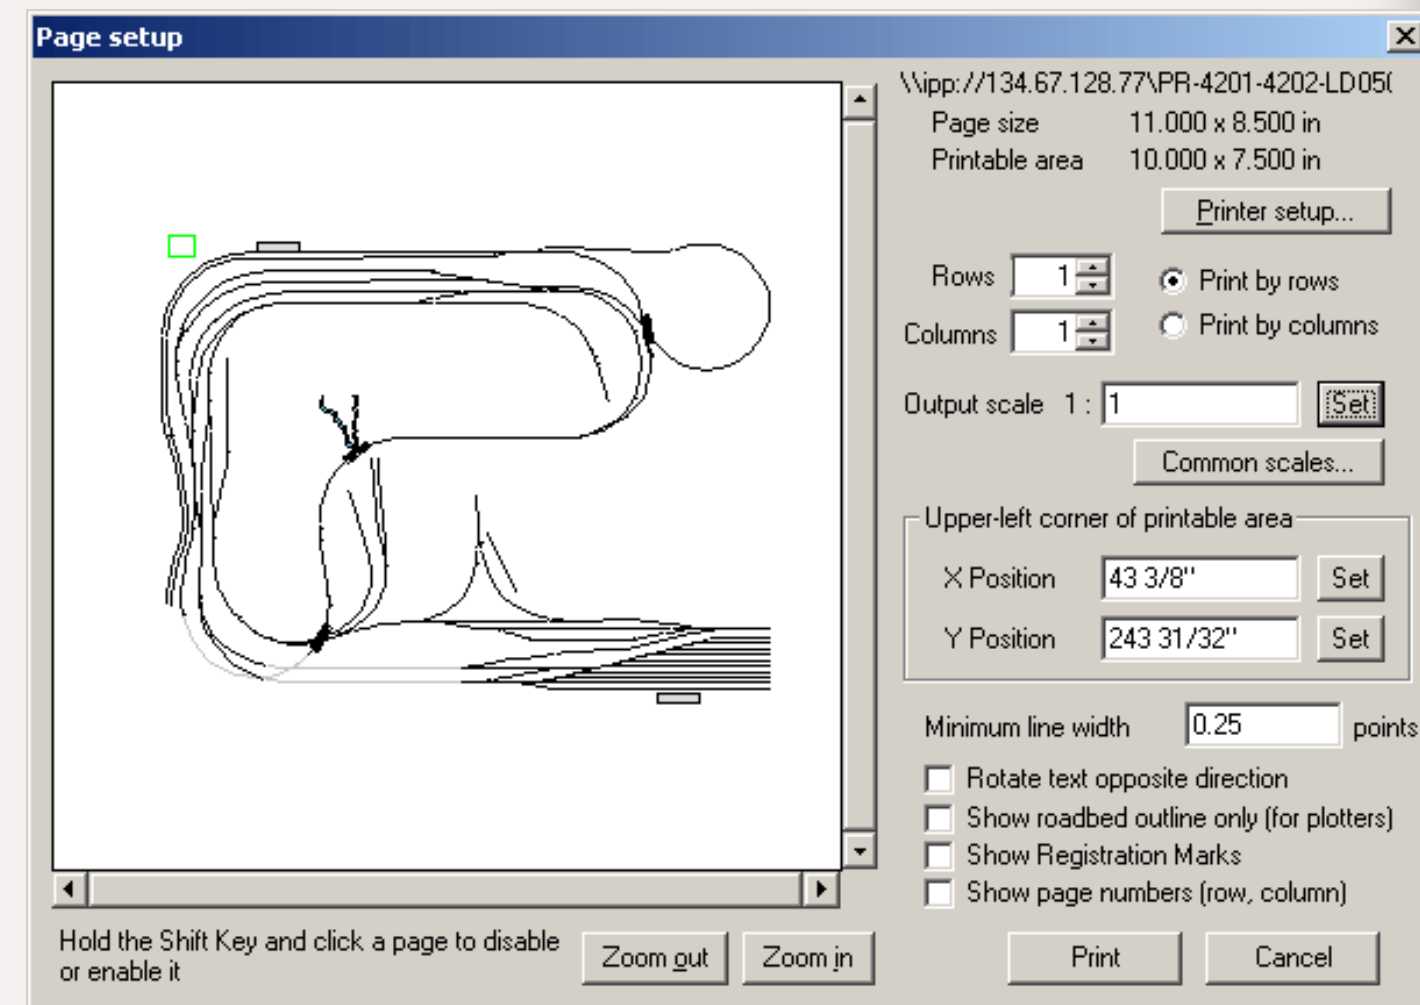 Page setup
\\ipp://134.67.128.77\PR-4201-4202-LD05(
Page size 11.000 x 8.500 in
Printable area 10.000 x 7.500 in
Printer setup...
Rows 1
Print by rows
Columns 1
Print by columns
Output scale 1 : 1 Set
Common scales...
Upper-left corner of printable area
X Position 43 3/8" Set
Y Position 243 31/32" Set
Minimum line width 0.25 points
Rotate text opposite direction
Show roadbed outline only (for plotters)
Show Registration Marks
Show page numbers (row, column)
Hold the Shift Key and click a page to disable
or enable it
Zoom out Zoom in Print Cancel